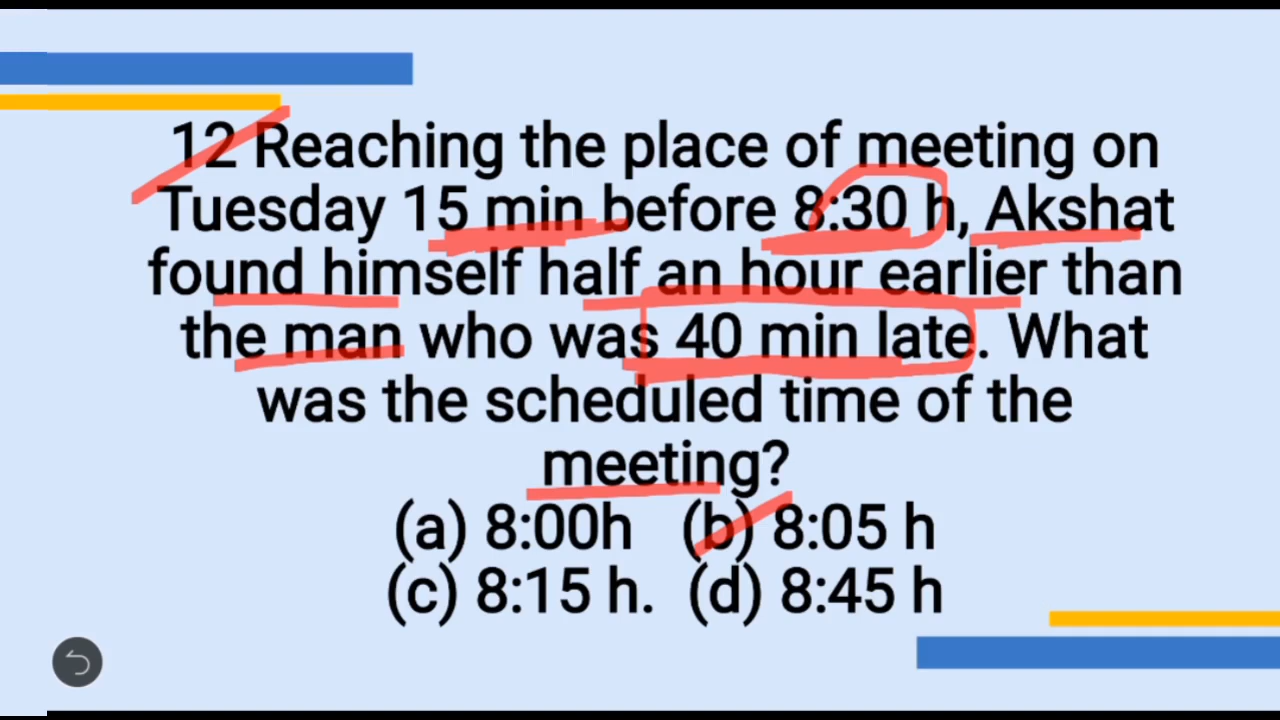 12 Reaching the place of meeting on
Tuesday 15 min before 8:30 h, Akshat
found himself half an hour earlier than
the man who was 40 min late. What
was the scheduled time of the
meeting?
(a) 8:00h (b) 8:05 h
(c) 8:15 h. (d) 8:45 h